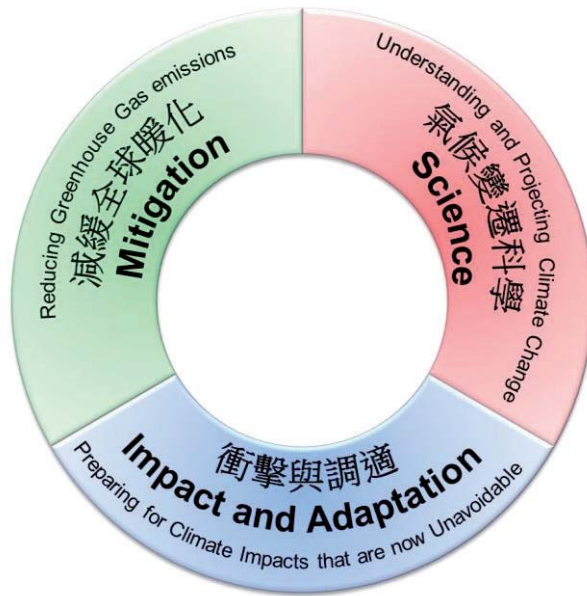 Reducing Greenhouse Gas emissions
減緩全球暖化
Mitigation
Understanding and Projecting Climate Change
氣候變遷科學
Science
衝擊與調適
Impact and Adaptation
Preparing for Climate Impacts that are now Unavoidable